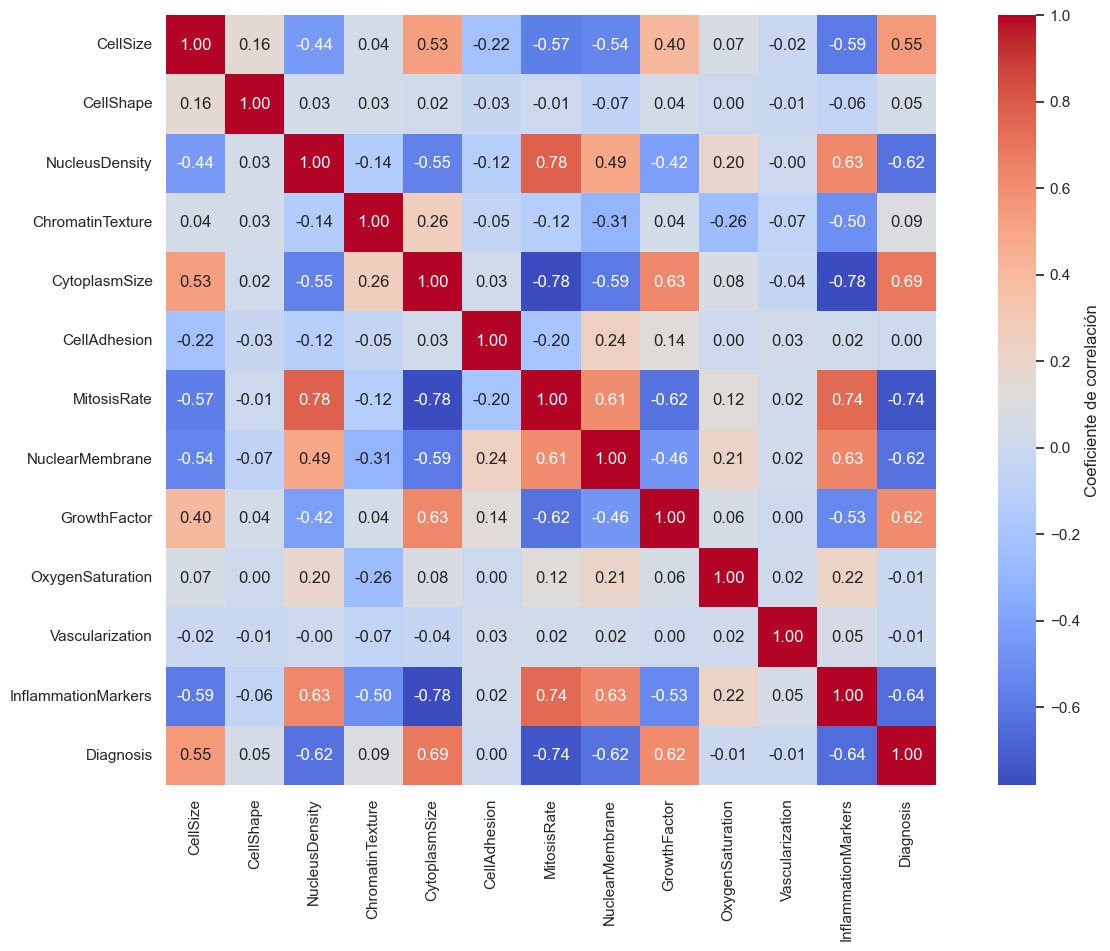 CellSize 1.00 0.16 -0.44 0.04 0.53 -0.22 -0.57 -0.54 0.40 0.07 -0.02 -0.59 0.55
CellShape 0.16 1.00 0.03 0.03 0.02 -0.03 -0.01 -0.07 0.04 0.00 -0.01 -0.06 0.05
NucleusDensity -0.44 0.03 1.00 -0.14 -0.55 -0.12 0.78 0.49 -0.42 0.20 -0.00 0.63 -0.62
ChromatinTexture 0.04 0.03 -0.14 1.00 0.26 -0.05 -0.12 -0.31 0.04 -0.26 -0.07 -0.50 0.09
CytoplasmSize 0.53 0.02 -0.55 0.26 1.00 0.03 -0.78 -0.59 0.63 0.08 -0.04 -0.78 0.69
CellAdhesion -0.22 -0.03 -0.12 -0.05 0.03 1.00 -0.20 0.24 0.14 0.00 0.03 0.02 0.00
MitosisRate -0.57 -0.01 0.78 -0.12 -0.78 -0.20 1.00 0.61 -0.62 0.12 0.02 0.74 -0.74
NuclearMembrane -0.54 -0.07 0.49 -0.31 -0.59 0.24 0.61 1.00 -0.46 0.21 0.02 0.63 -0.62
GrowthFactor 0.40 0.04 -0.42 0.04 0.63 0.14 -0.62 -0.46 1.00 0.06 0.00 -0.53 0.62
OxygenSaturation 0.07 0.00 0.20 -0.26 0.08 0.00 0.12 0.21 0.06 1.00 0.02 0.22 -0.01
Vascularization -0.02 -0.01 -0.00 -0.07 -0.04 0.03 0.02 0.02 0.00 0.02 1.00 0.05 -0.01
InflammationMarkers -0.59 -0.06 0.63 -0.50 -0.78 0.02 0.74 0.63 -0.53 0.22 0.05 1.00 -0.64
Diagnosis 0.55 0.05 -0.62 0.09 0.69 0.00 -0.74 -0.62 0.62 -0.01 -0.01 -0.64 1.00
CellSize
CellShape
NucleusDensity
ChromatinTexture
CytoplasmSize
CellAdhesion
MitosisRate
NuclearMembrane
GrowthFactor
OxygenSaturation
Vascularization
InflammationMarkers
Diagnosis
1.0
0.8
0.6
0.4
0.2
0.0
−0.2
−0.4
−0.6
Coeficiente de correlación